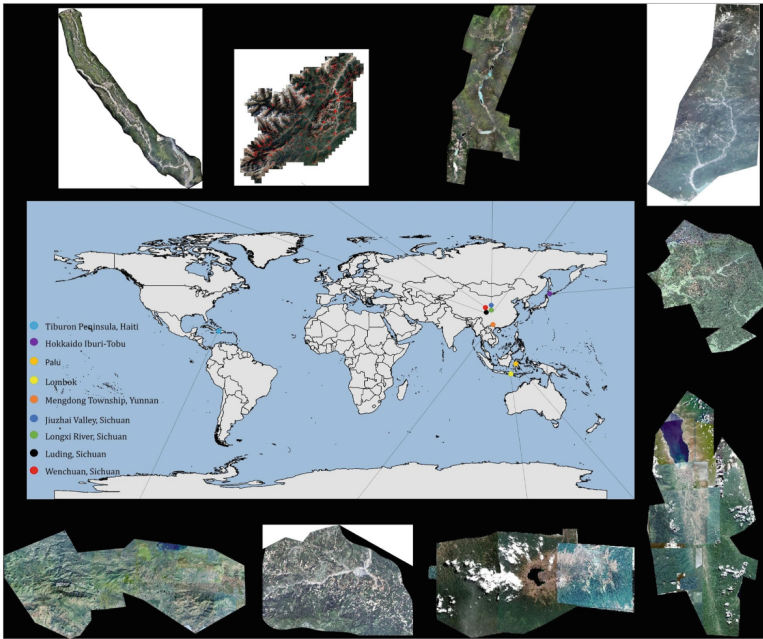 Tiburon Peninsula, Haiti
Hokkaido Iburi-Tobu
Palu
Lombok
Mengdong Township, Yunnan
Jiuzhai Valley, Sichuan
Longxi River, Sichuan
Luding, Sichuan
Wenchuan, Sichuan